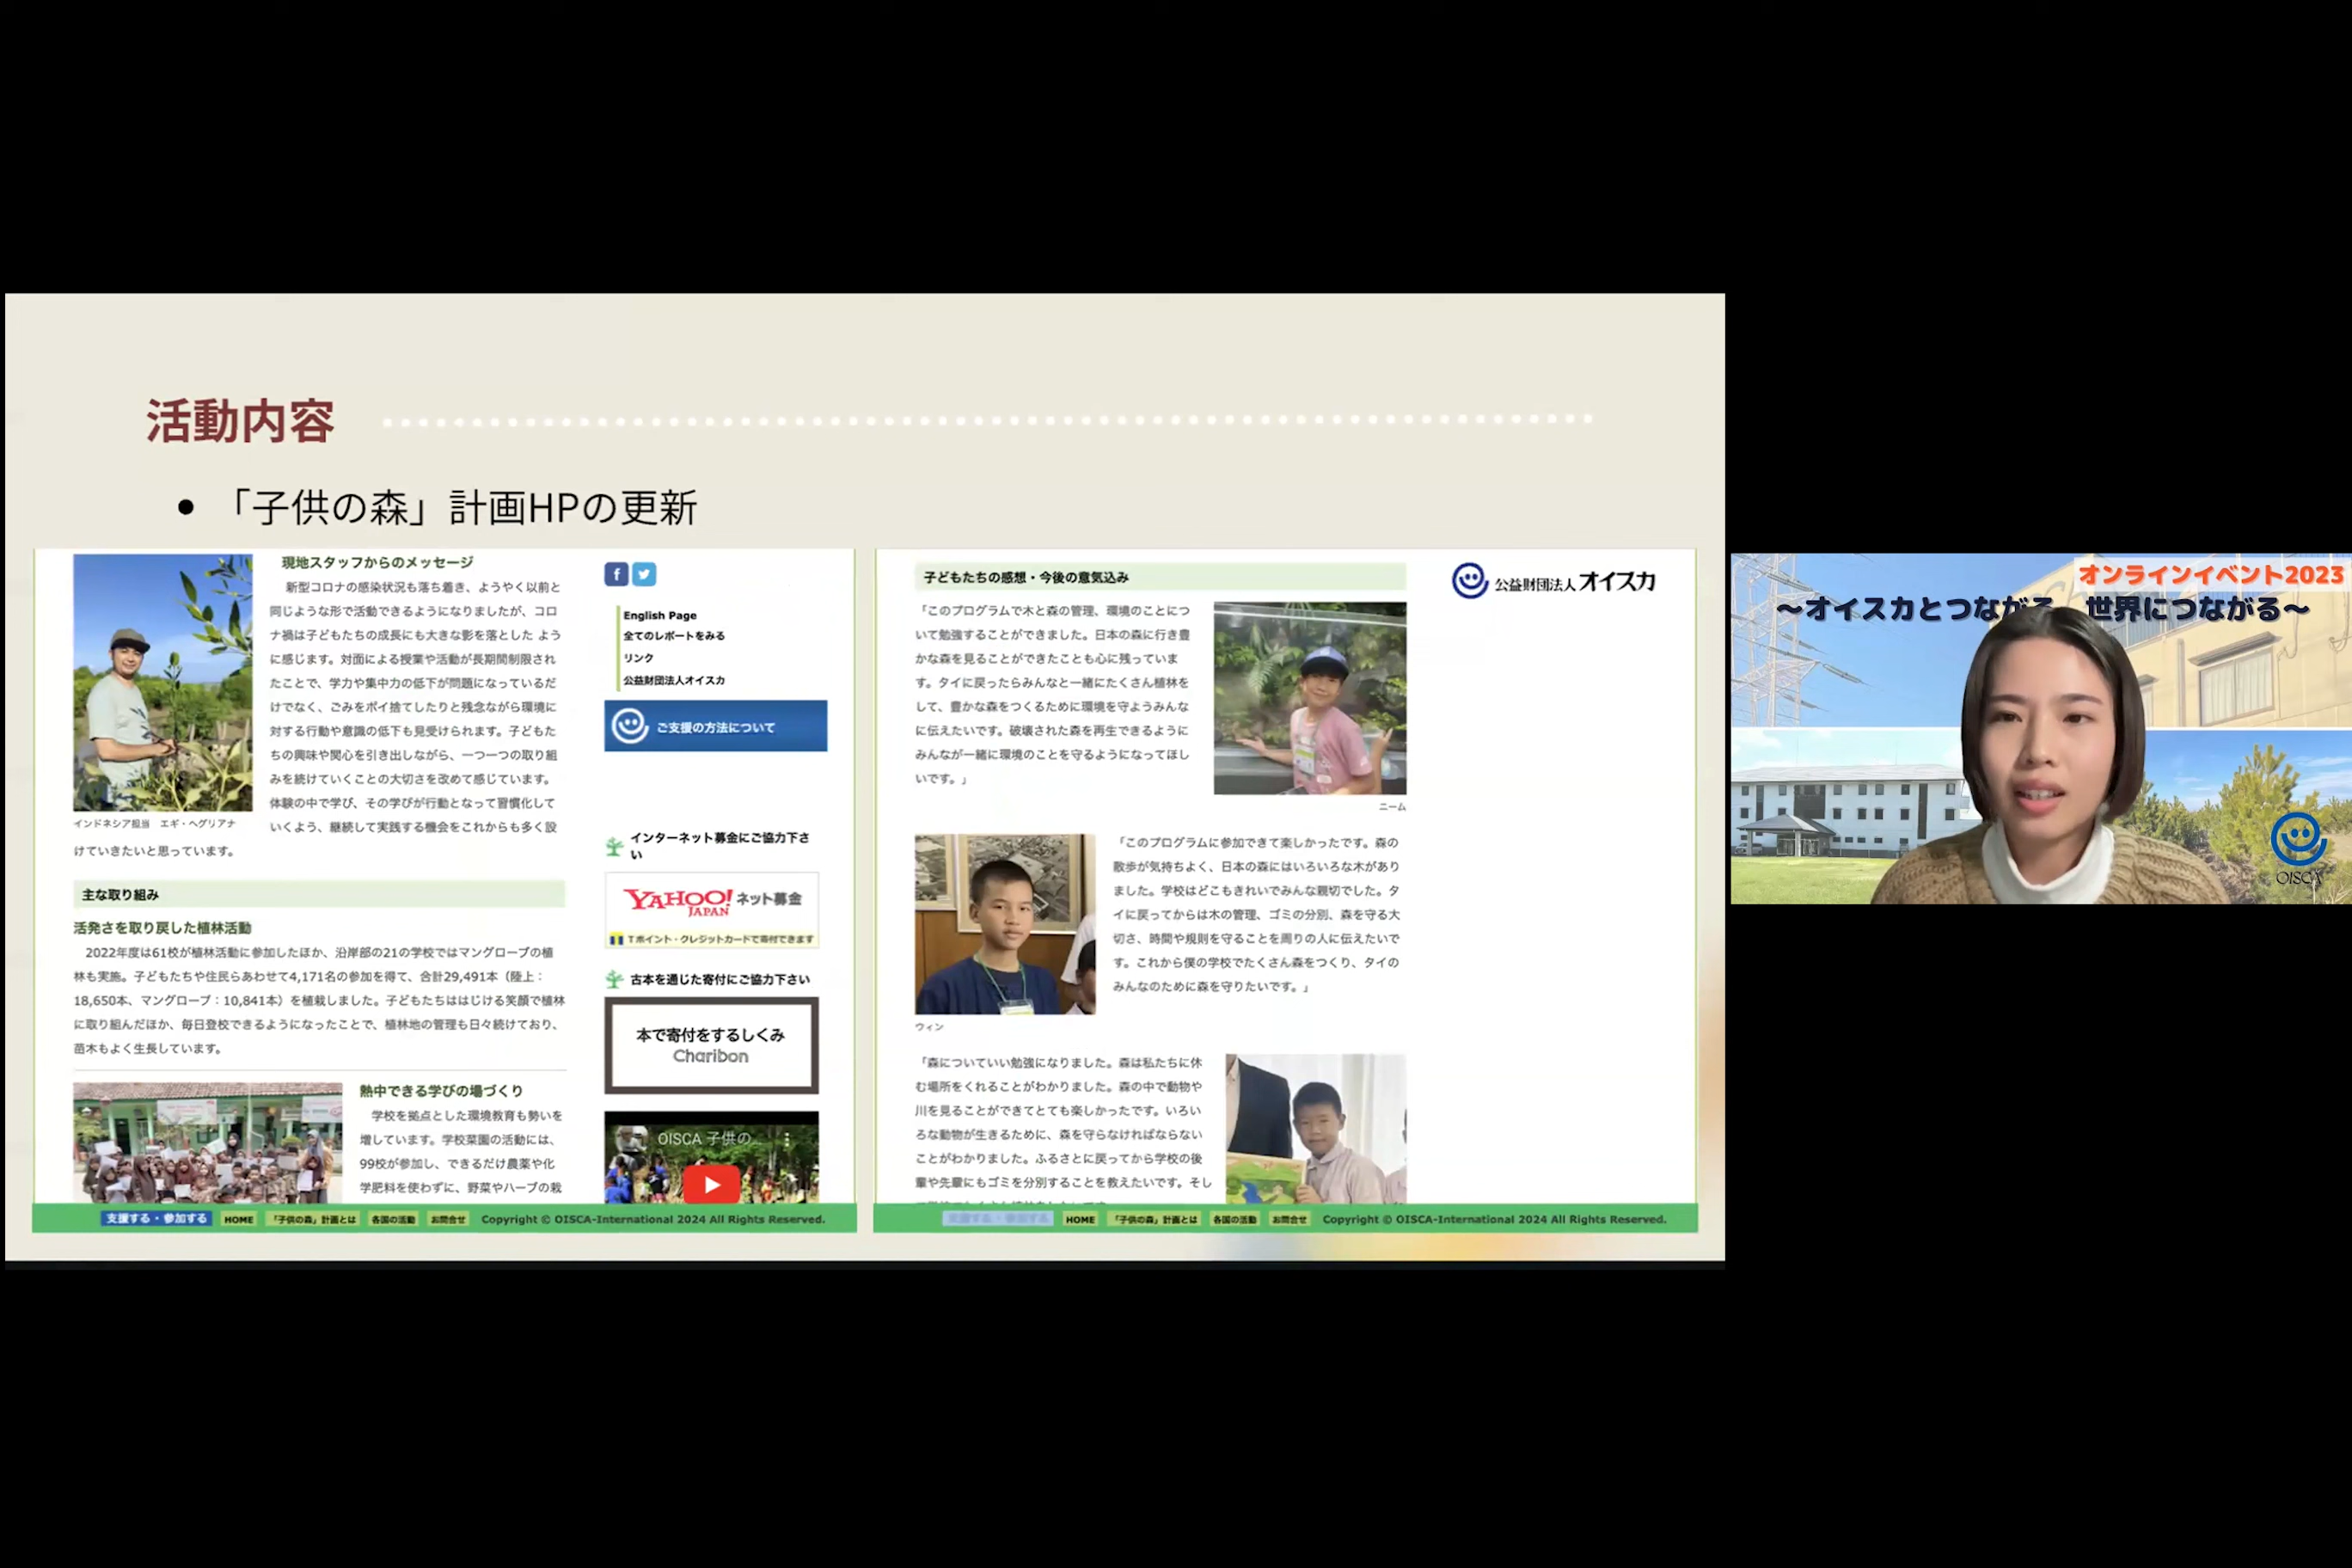 活動内容
• 「子供の森」計画HPの更新
現地スタッフからのメッセージ
新型コロナの感染状況も落ち着き、ようやく以前と
同じような形で活動できるようになりましたが、コロ
ナ禍は子どもたちの成長にも大きな影を落としたよう
に感じます。対面による授業や活動が長期間制限され
たことで、学力や集中力の低下が問題になっているだ
けでなく、ごみをポイ捨てしたりと残念ながら環境に
対する行動や意識の低下も見受けられます。子どもた
ちの興味や関心を引き出しながら、一つ一つの取り組
みを続けていくことの大切さを改めて感じています。
体験の中で学び、その学びが行動となって習慣化して
いくよう、継続して実践する機会をこれからも多く設
けていきたいと思っています。
インドネシア担当 エギ・ヘグリアナ
主な取り組み
活発さを取り戻した植林活動
2022年度は61校が植林活動に参加したほか、沿岸部の21の学校ではマングローブの植
林も実施。子どもたちや住民らあわせて4,171名の参加を得て、合計29,491本（陸上：
18,650本、マングローブ：10,841本）を植栽しました。子どもたちははじける笑顔で植林
に取り組んだほか、毎日登校できるようになったことで、植林地の管理も日々続けており、
苗木もよく生長しています。
熱中できる学びの場づくり
学校を拠点とした環境教育も勢いを
増しています。学校菜園の活動には、
99校が参加し、できるだけ農薬や化
学肥料を使わずに、野菜やハーブの栽
English Page
全てのレポートをみる
リンク
公益財団法人オイスカ
ご支援の方法について
インターネット募金にご協力下さ
い
YAHOO! JAPAN ネット募金
Tポイント・クレジットカードで寄付できます
古本を通じた寄付にご協力下さい
本で寄付をするしくみ
Charibon
OISCA 子供の...
支援する・参加する HOME 「子供の森」計画とは 各国の活動 お問合せ Copyright © OISCA-International 2024 All Rights Reserved.
子どもたちの感想・今後の意気込み
「このプログラムで木と森の管理、環境のことにつ
いて勉強することができました。日本の森に行き豊
かな森を見ることができたことも心に残っていま
す。タイに戻ったらみんなと一緒にたくさん植林を
して、豊かな森をつくるために環境を守ようみんな
に伝えたいです。破壊された森を再生できるように
みんなが一緒に環境のことを守るようになってほし
いです。」
ニーム
「このプログラムに参加できて楽しかったです。森の
散歩が気持ちよく、日本の森にはいろいろな木があり
ました。学校はどこもきれいでみんな親切でした。タ
イに戻ってからは木の管理、ゴミの分別、森を守る大
切さ、時間や規則を守ることを周りの人に伝えたいで
す。これから僕の学校でたくさん森をつくり、タイの
みんなのために森を守りたいです。」
ウィン
「森についていい勉強になりました。森は私たちに休
む場所をくれることがわかりました。森の中で動物や
川を見ることができてとても楽しかったです。いろい
ろな動物が生きるために、森を守らなければならない
ことがわかりました。ふるさとに戻ってから学校の後
輩や先輩にもゴミを分別することを教えたいです。そし
公益財団法人 オイスカ
支援する・参加する HOME 「子供の森」計画とは 各国の活動 お問合せ Copyright © OISCA-International 2024 All Rights Reserved.
オンラインイベント2023
～オイスカとつながる 世界につながる～
OISCA